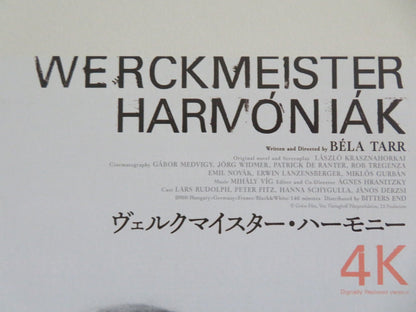 WERCKMEISTER
HARMÓNIÁK
Written and Directed by BÉLA TARR
Original novel and Screenplay LÁSZLÓ KRASZNAHORKAI
Cinematography GÁBOR MEDVIGY, JÖRG WIDMER, PATRICK DE RANTER, ROB TREGENZA
EMIL NOVÁK, ERWIN LANZENSBERGER, MIKLÓS GURBÁN
Music MIHÁLY VÍG Editor and Co-Director ÁGNES HRANITZKY
Cast LARS RUDOLPH, PETER FITZ, HANNA SCHYGULLA, JÁNOS DERZSI
2000/Hungary/Germany/France/Black&White/146 minutes Distributed by BITTERS END
ヴェルクマイスター・ハーモニー
4K
Digitally Restored Version